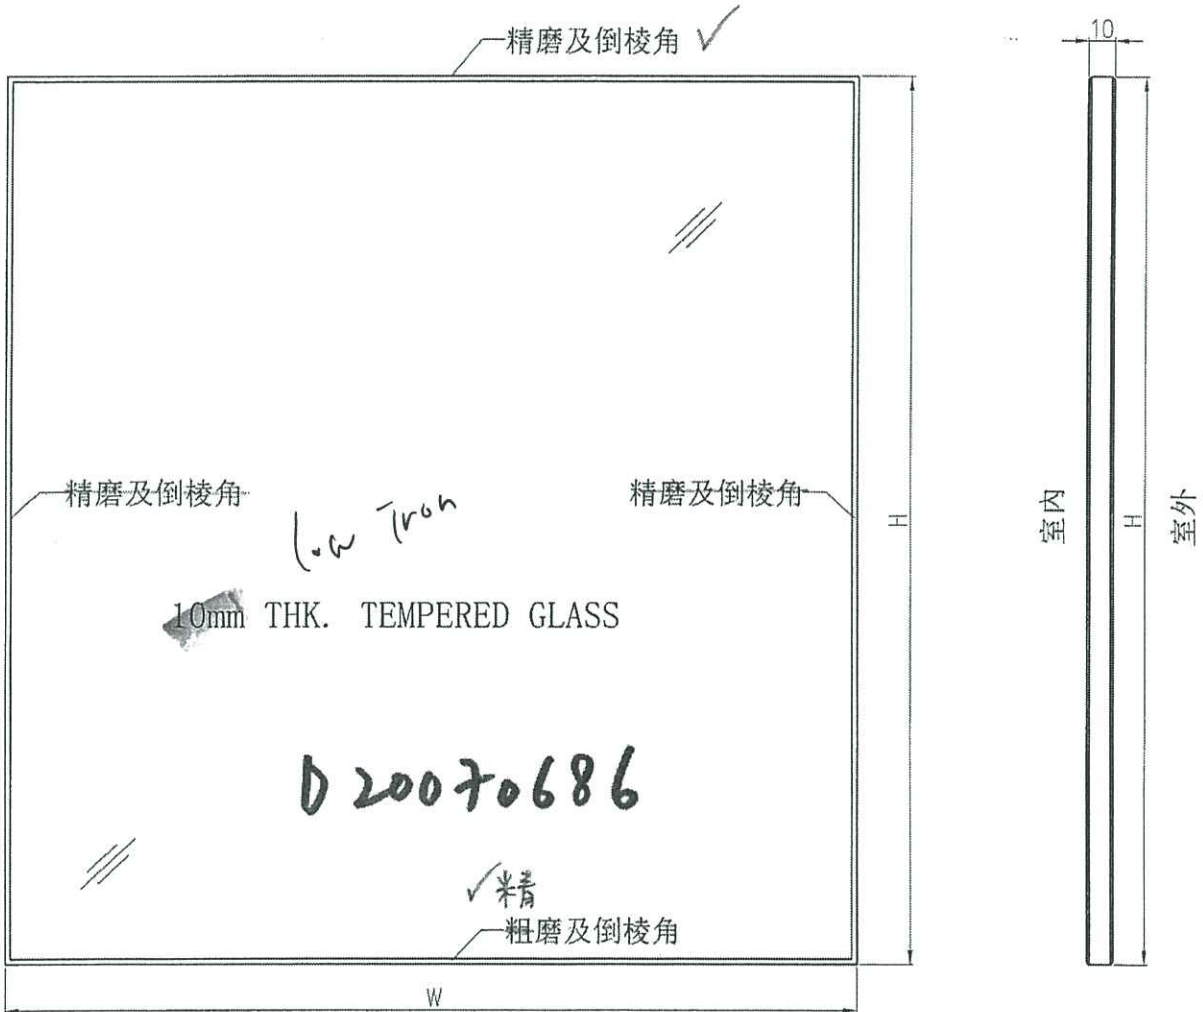 精磨及倒棱角 ✓
10
精磨及倒棱角
精磨及倒棱角
H
室内
H
室外
low Iron
10mm THK. TEMPERED GLASS
D20070686
✓精
粗磨及倒棱角
W